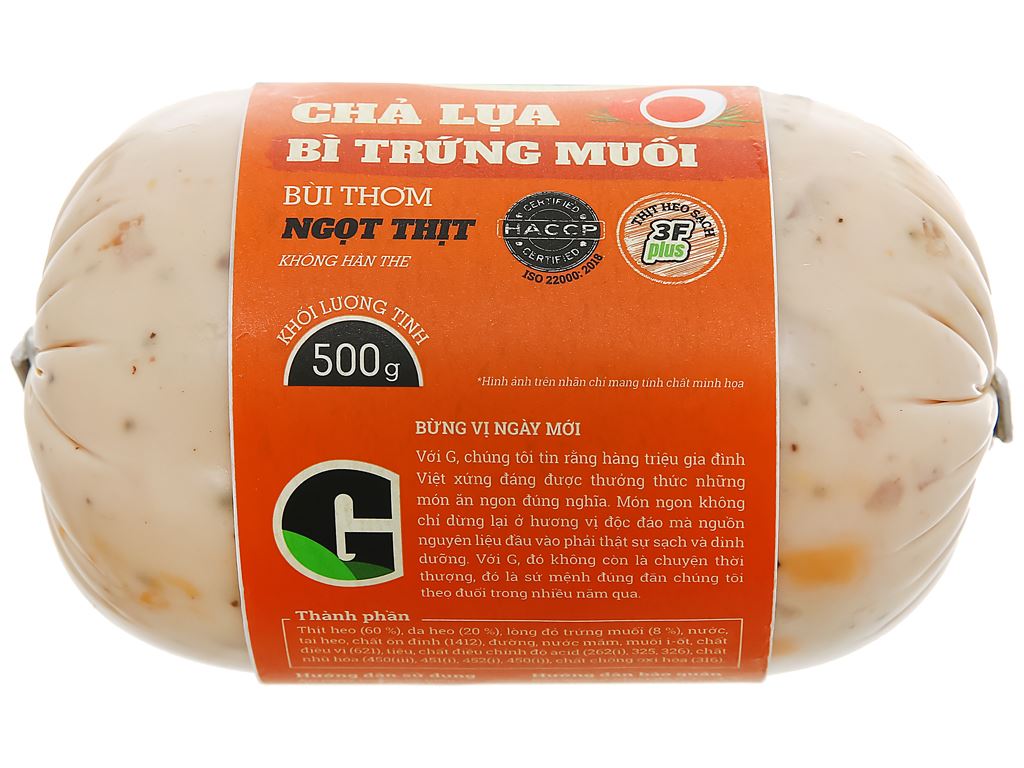 CHẢ LỤA
BÌ TRỨNG MUỐI
BÙI THƠM
NGỌT THỊT
KHÔNG HÀN THE
CERTIFIED
HACCP
CERTIFIED
ISO 22000: 2018
THỊT HEO SẠCH
3F
plus
KHỐI LƯỢNG TỊNH
500g
*Hình ảnh trên nhãn chỉ mang tính chất minh họa
BỪNG VỊ NGÀY MỚI
Với G, chúng tôi tin rằng hàng triệu gia đình
Việt xứng đáng được thưởng thức những
món ăn ngon đúng nghĩa. Món ngon không
chỉ dừng lại ở hương vị độc đáo mà nguồn
nguyên liệu đầu vào phải thật sự sạch và dinh
dưỡng. Với G, đó không còn là chuyện thời
thượng, đó là sứ mệnh đúng đắn chúng tôi
theo đuổi trong nhiều năm qua.
G
Thành phần
Thịt heo (60 %), da heo (20 %), lòng đỏ trứng muối (8 %), nước,
tai heo, chất ổn định (1412), đường, nước mắm, muối i-ốt, chất
điều vị (621), tiêu, chất điều chỉnh độ acid (262(i), 325, 326), chất
nhũ hóa (450(iii), 451(i), 452(i), 450(i)), chất chống oxi hóa (316).
Hướng dẫn sử dụng Hướng dẫn bảo quản